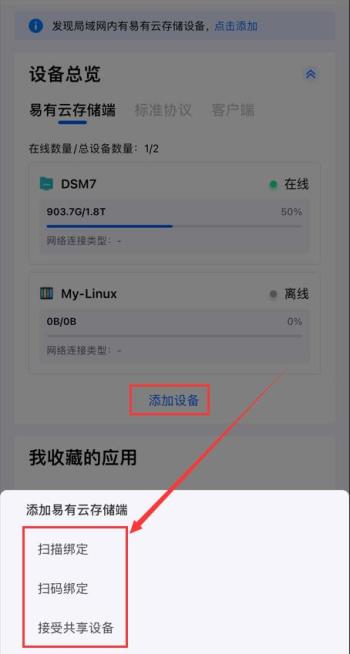 发现局域网内有易有云存储设备，点击添加
设备总览
易有云存储端 标准协议 客户端
在线数量/总设备数量：1/2
DSM7 在线
903.7G/1.8T 50%
网络连接类型：-
My-Linux 离线
0B/0B 0%
网络连接类型：-
添加设备
我收藏的应用
添加易有云存储端
扫描绑定
扫码绑定
接受共享设备